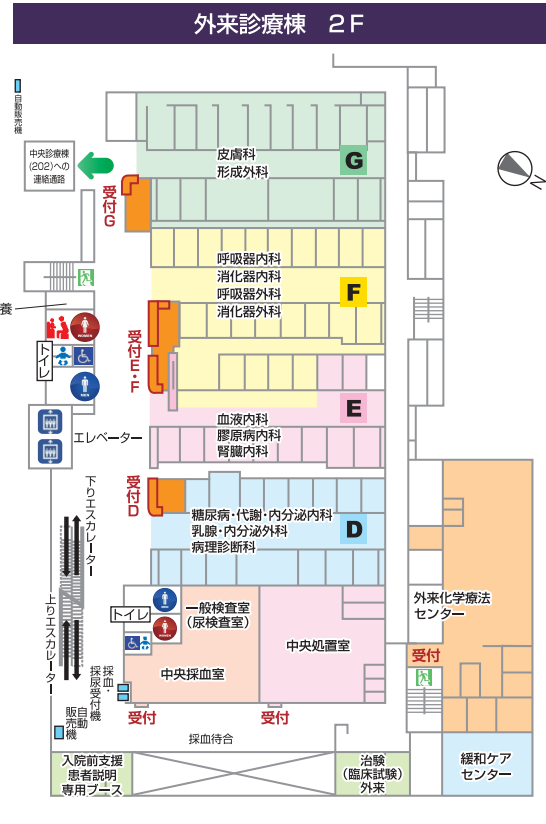 外来診療棟 2F
自動販売機
中央診療棟
(202)への
連絡通路
受付G
皮膚科
形成外科
G
N
呼吸器内科
消化器内科
呼吸器外科
消化器外科
F
養
WOMEN
トイレ
MEN
受付E・F
E
血液内科
膠原病内科
腎臓内科
エレベーター
下りエスカレーター
受付D
糖尿病・代謝・内分泌内科
乳腺・内分泌外科
病理診断科
D
上りエスカレーター
トイレ
MEN
WOMEN
一般検査室
(尿検査室)
中央採血室
中央処置室
外来化学療法
センター
受付
採血・
採尿受付機
自動
販売機
受付
受付
採血待合
入院前支援
患者説明
専用ブース
治験
(臨床試験)
外来
緩和ケア
センター